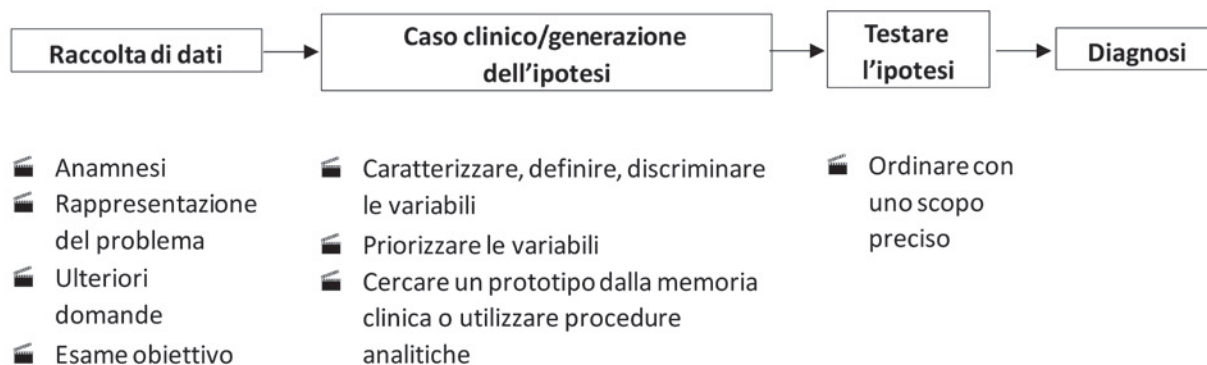 Raccolta di dati
Caso clinico/generazione
dell’ipotesi
Testare
l’ipotesi
Diagnosi
Anamnesi
Rappresentazione
del problema
Ulteriori
domande
Esame obiettivo
Caratterizzare, definire, discriminare
le variabili
Priorizzare le variabili
Cercare un prototipo dalla memoria
clinica o utilizzare procedure
analitiche
Ordinare con
uno scopo
preciso